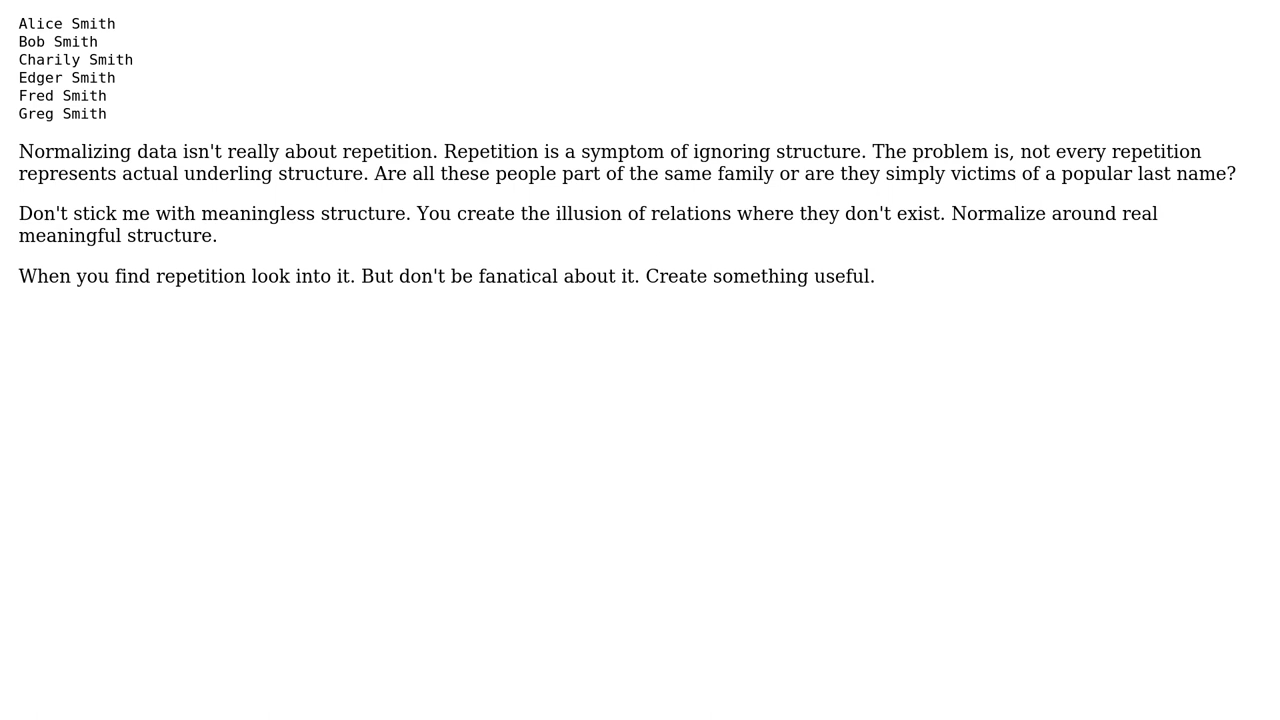 Alice Smith
Bob Smith
Charily Smith
Edger Smith
Fred Smith
Greg Smith
Normalizing data isn't really about repetition. Repetition is a symptom of ignoring structure. The problem is, not every repetition
represents actual underling structure. Are all these people part of the same family or are they simply victims of a popular last name?
Don't stick me with meaningless structure. You create the illusion of relations where they don't exist. Normalize around real
meaningful structure.
When you find repetition look into it. But don't be fanatical about it. Create something useful.